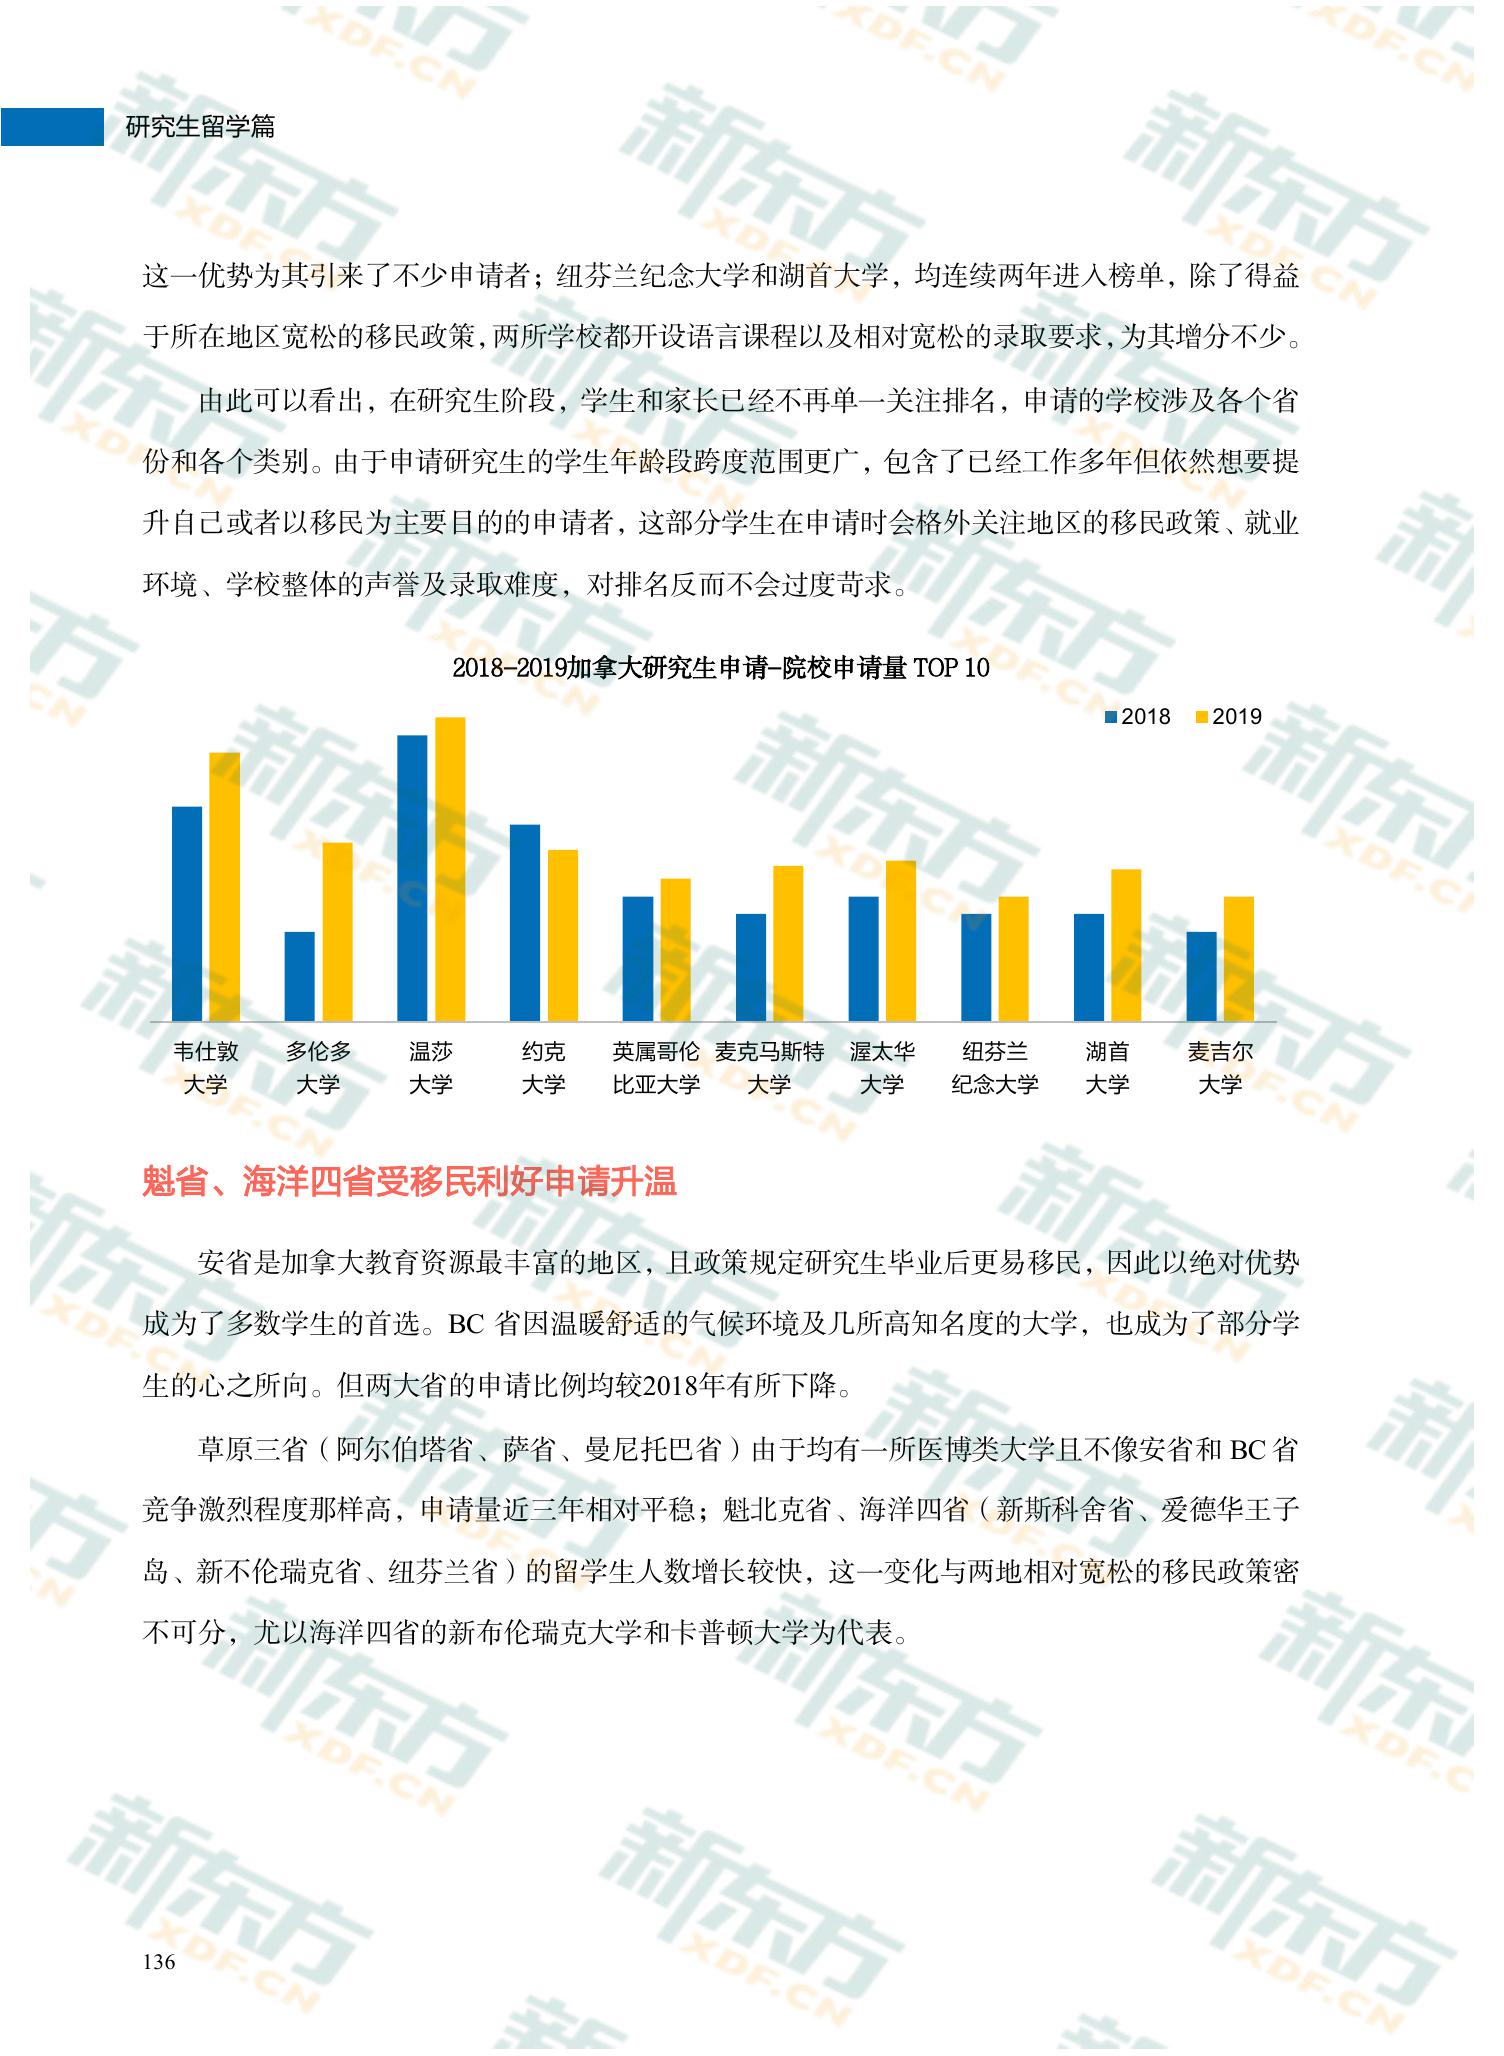 研究生留学篇
这一优势为其引来了不少申请者；纽芬兰纪念大学和湖首大学，均连续两年进入榜单，除了得益
于所在地区宽松的移民政策，两所学校都开设语言课程以及相对宽松的录取要求，为其增分不少。
由此可以看出，在研究生阶段，学生和家长已经不再单一关注排名，申请的学校涉及各个省
份和各个类别。由于申请研究生的学生年龄段跨度范围更广，包含了已经工作多年但依然想要提
升自己或者以移民为主要目的的申请者，这部分学生在申请时会格外关注地区的移民政策、就业
环境、学校整体的声誉及录取难度，对排名反而不会过度苛求。
2018-2019加拿大研究生申请-院校申请量 TOP 10
2018 2019
韦仕敦 多伦多 温莎 约克 英属哥伦 麦克马斯特 渥太华 纽芬兰 湖首 麦吉尔
大学 大学 大学 大学 比亚大学 大学 大学 纪念大学 大学 大学
魁省、海洋四省受移民利好申请升温
安省是加拿大教育资源最丰富的地区，且政策规定研究生毕业后更易移民，因此以绝对优势
成为了多数学生的首选。BC 省因温暖舒适的气候环境及几所高知名度的大学，也成为了部分学
生的心之所向。但两大省的申请比例均较2018年有所下降。
草原三省（阿尔伯塔省、萨省、曼尼托巴省）由于均有一所医博类大学且不像安省和 BC 省
竞争激烈程度那样高，申请量近三年相对平稳；魁北克省、海洋四省（新斯科舍省、爱德华王子
岛、新不伦瑞克省、纽芬兰省）的留学生人数增长较快，这一变化与两地相对宽松的移民政策密
不可分，尤以海洋四省的新布伦瑞克大学和卡普顿大学为代表。
136
新东方
XDF.CN